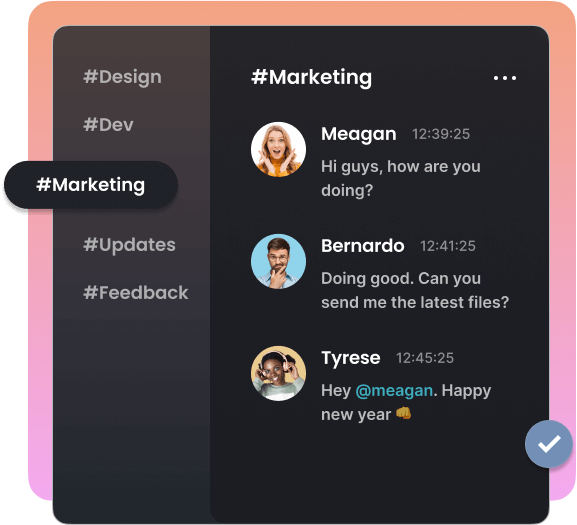 #Design
#Dev
#Marketing
#Updates
#Feedback
#Marketing
Meagan 12:39:25
Hi guys, how are you
doing?
Bernardo 12:41:25
Doing good. Can you
send me the latest files?
Tyrese 12:45:25
Hey @meagan. Happy
new year 👊